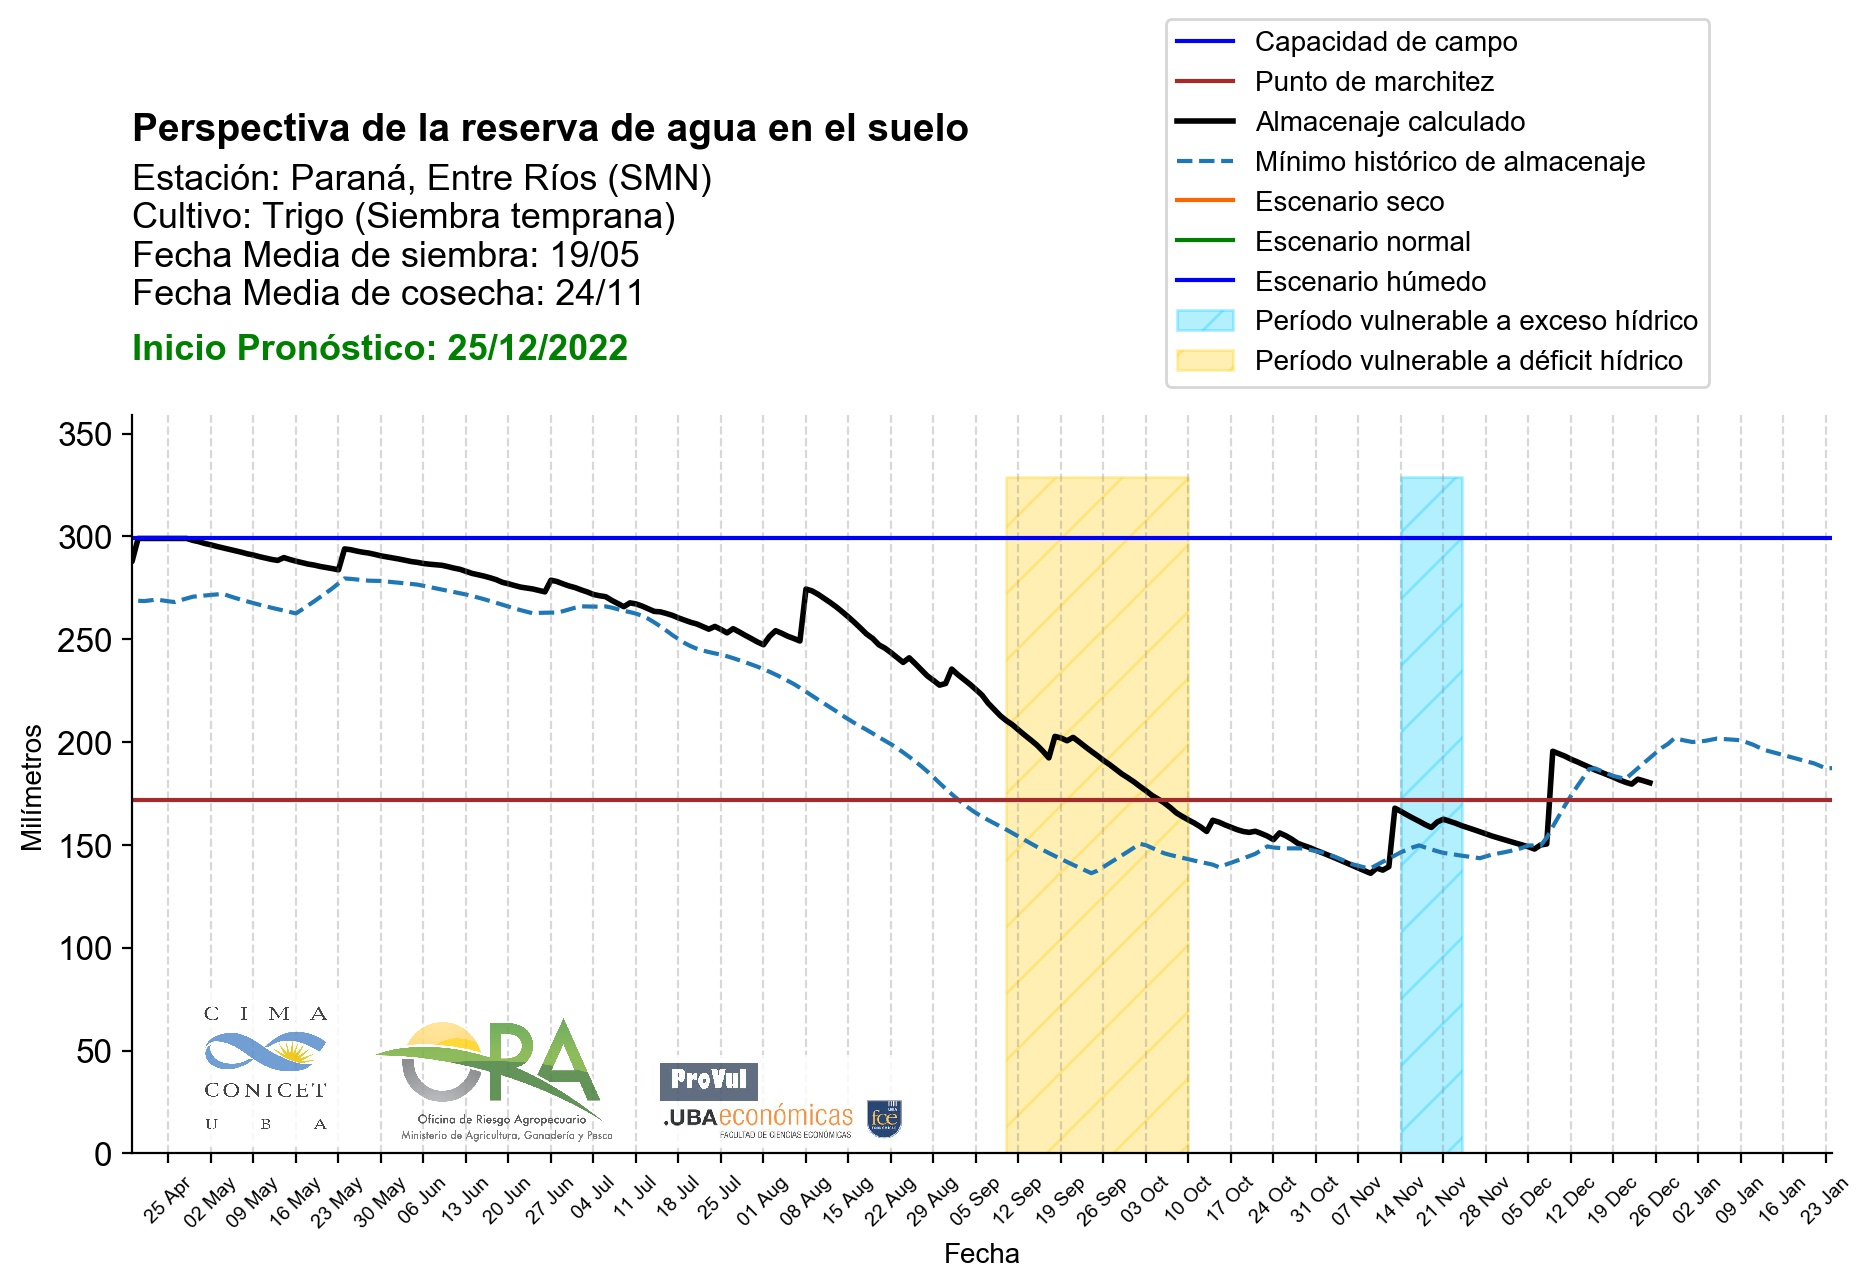 Capacidad de campo
Punto de marchitez
Almacenaje calculado
Mínimo histórico de almacenaje
Escenario seco
Escenario normal
Escenario húmedo
Período vulnerable a exceso hídrico
Período vulnerable a déficit hídrico
Perspectiva de la reserva de agua en el suelo
Estación: Paraná, Entre Ríos (SMN)
Cultivo: Trigo (Siembra temprana)
Fecha Media de siembra: 19/05
Fecha Media de cosecha: 24/11
Inicio Pronóstico: 25/12/2022
350
300
250
200
150
100
50
0
Milímetros
CIMA
CONICET
UBA
ORA
Oficina de Riesgo Agropecuario
Ministerio de Agricultura, Ganadería y Pesca
ProVul
.UBAeconómicas
FACULTAD DE CIENCIAS ECONÓMICAS
fce
25 Apr
02 May
09 May
16 May
23 May
30 May
06 Jun
13 Jun
20 Jun
27 Jun
04 Jul
11 Jul
18 Jul
25 Jul
01 Aug
08 Aug
15 Aug
22 Aug
29 Aug
05 Sep
12 Sep
19 Sep
26 Sep
03 Oct
10 Oct
17 Oct
24 Oct
31 Oct
07 Nov
14 Nov
21 Nov
28 Nov
05 Dec
12 Dec
19 Dec
26 Dec
02 Jan
09 Jan
16 Jan
23 Jan
Fecha